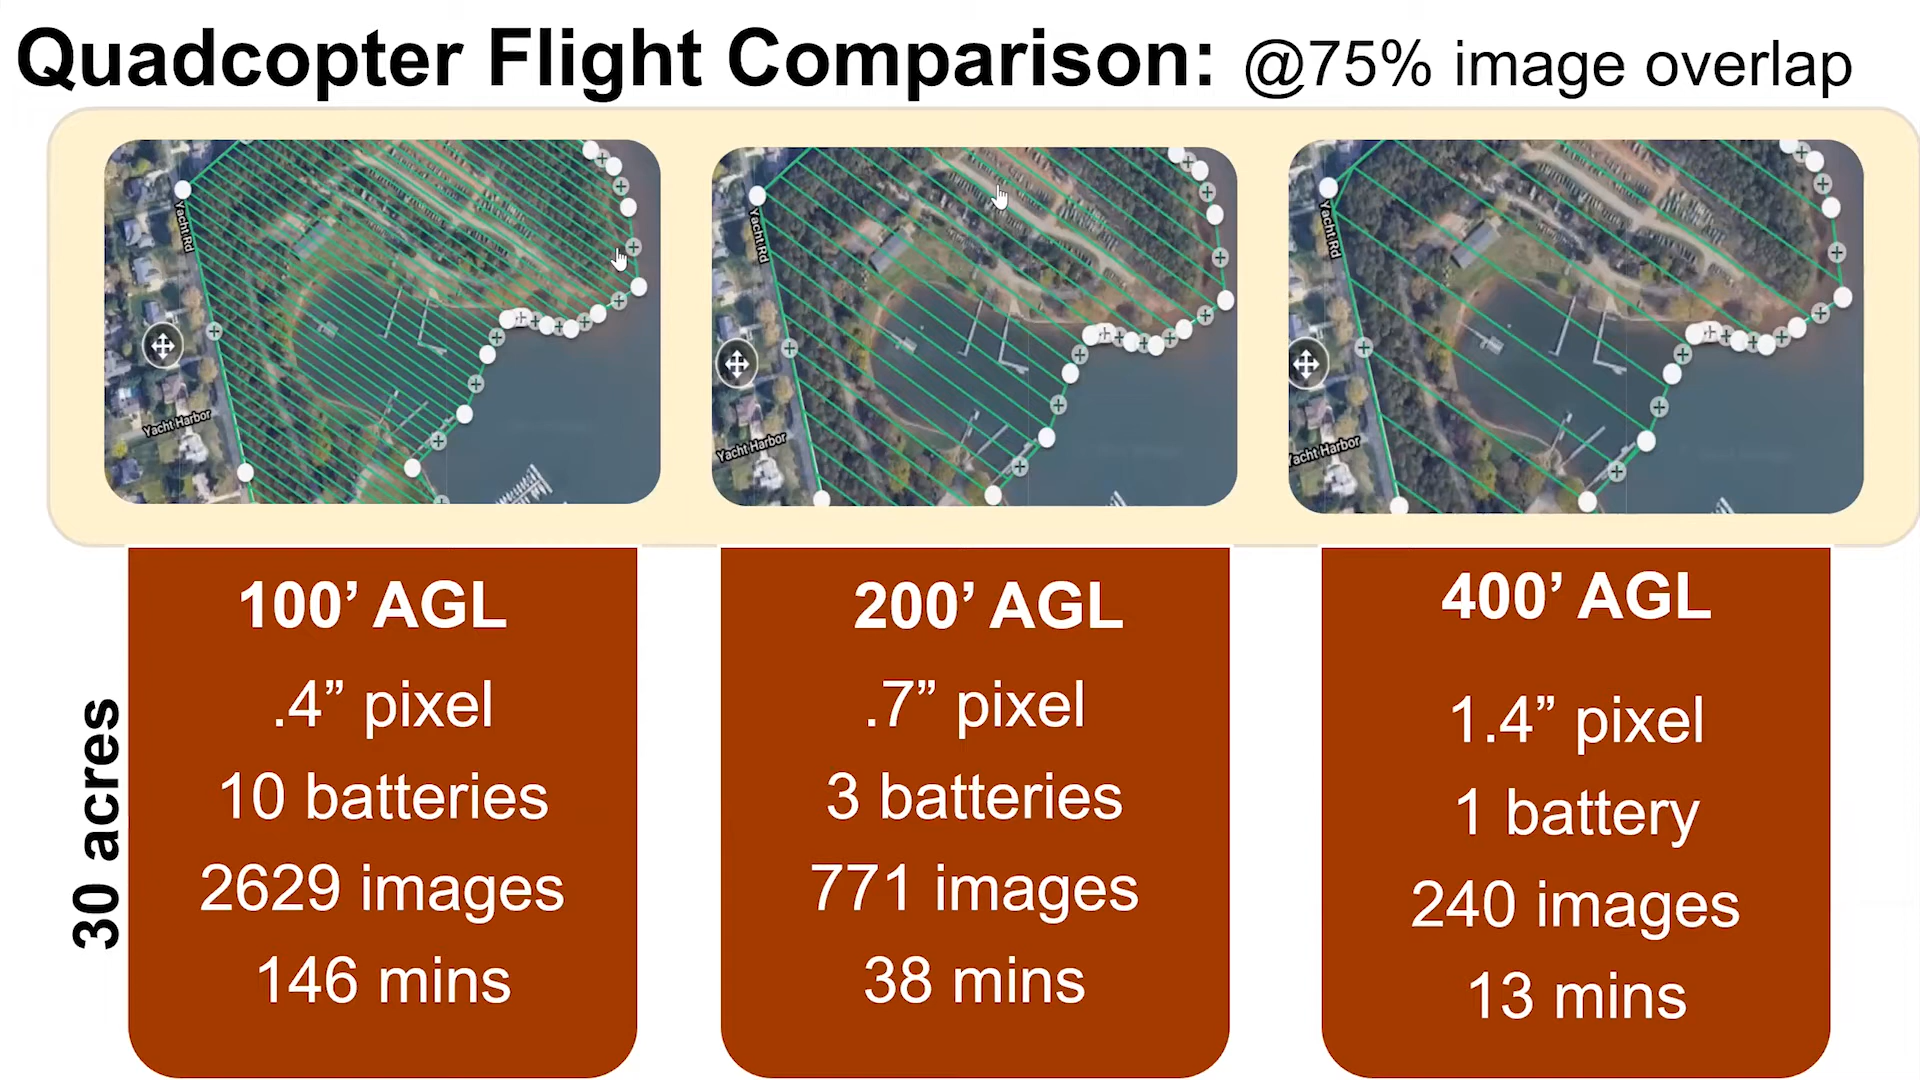 Quadcopter Flight Comparison: @75% image overlap
Yacht Rd
Yacht Harbor
Yacht Rd
Yacht Harbor
Yacht Rd
Yacht Harbor
30 acres
100’ AGL
.4” pixel
10 batteries
2629 images
146 mins
200’ AGL
.7” pixel
3 batteries
771 images
38 mins
400’ AGL
1.4” pixel
1 battery
240 images
13 mins